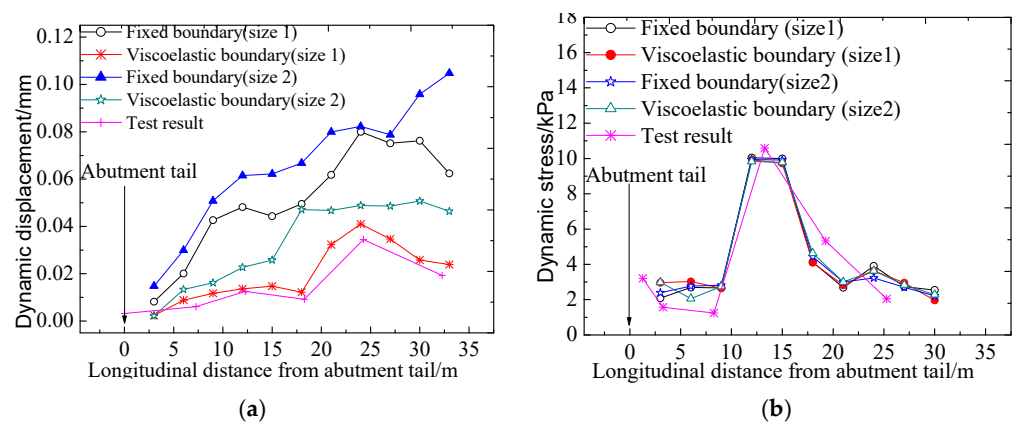 0.12
0.10
0.08
0.06
0.04
0.02
0.00
Dynamic displacement/mm
Fixed boundary(size 1)
Viscoelastic boundary(size 1)
Fixed boundary(size 2)
Viscoelastic boundary(size 2)
Test result
Abutment tail
0 5 10 15 20 25 30 35
Longitudinal distance from abutment tail/m
(a)
18
16
14
12
10
8
6
4
2
0
Dynamic stress/kPa
Fixed boundary (size1)
Viscoelastic boundary (size1)
Fixed boundary(size2)
Viscoelastic boundary (size2)
Test result
Abutment tail
0 5 10 15 20 25 30 35
Longitudinal distance from abutment tail/m
(b)